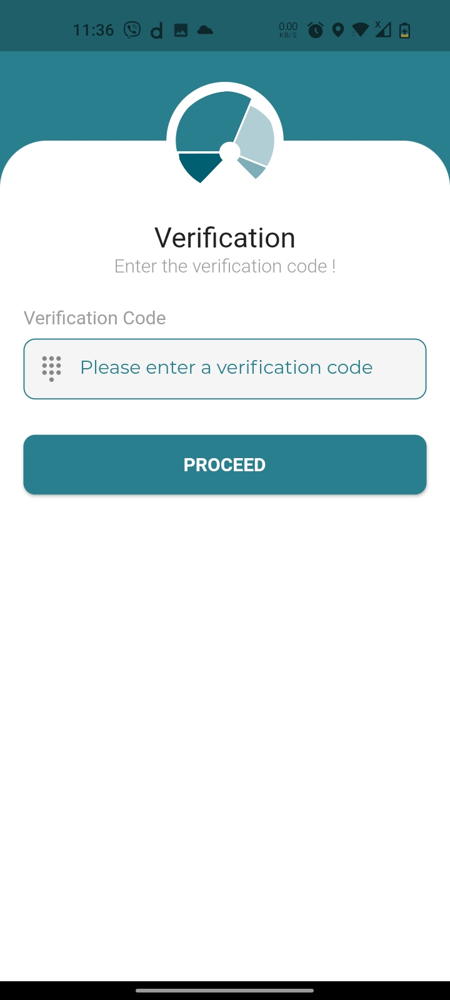 11:36
0.00
KB/S
Verification
Enter the verification code !
Verification Code
Please enter a verification code
PROCEED